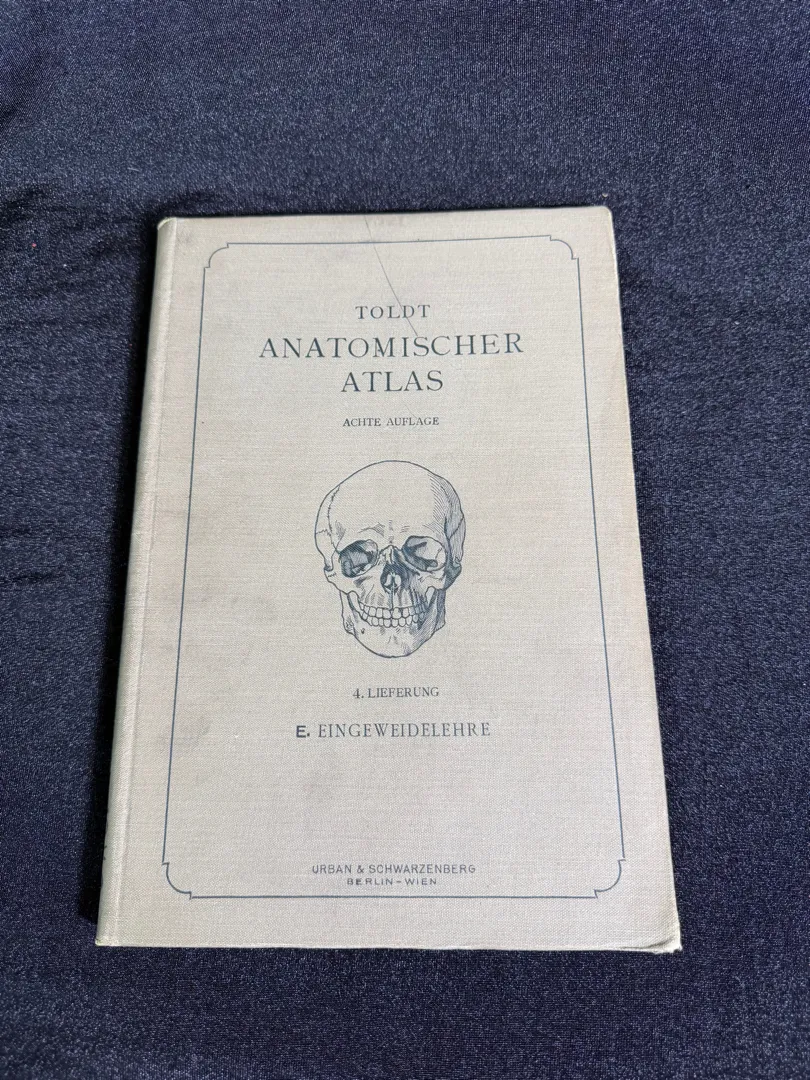 TOLDT
ANATOMISCHER
ATLAS
ACHTE AUFLAGE
4. LIEFERUNG
E. EINGEWEIDELEHRE
URBAN & SCHWARZENBERG
BERLIN–WIEN